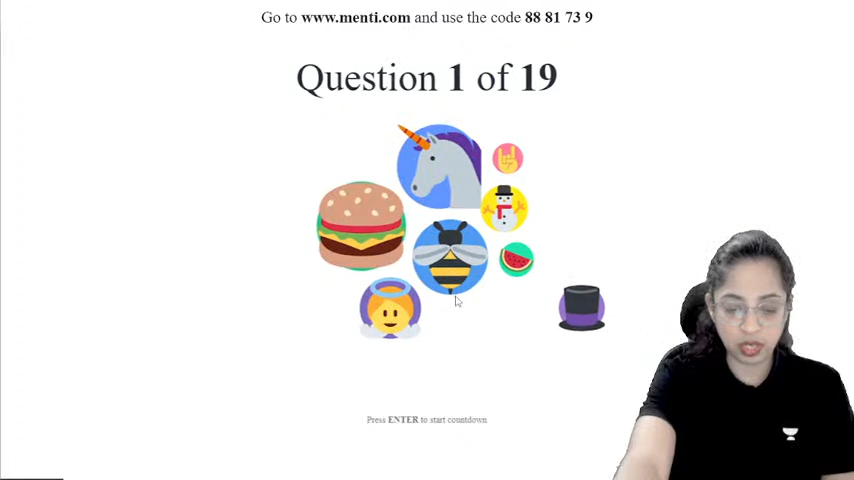 Go to www.menti.com and use the code 88 81 73 9
Question 1 of 19
Press ENTER to start countdown